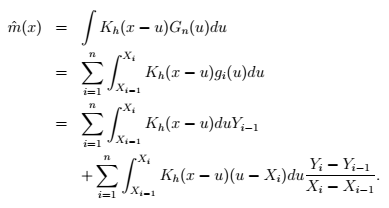 m̂(x) = ∫ K_h(x − u)G_n(u)du
= ∑_{i=1}^{n} ∫_{X_{i−1}}^{X_i} K_h(x − u)g_i(u)du
= ∑_{i=1}^{n} ∫_{X_{i−1}}^{X_i} K_h(x − u)duY_{i−1}
+ ∑_{i=1}^{n} ∫_{X_{i−1}}^{X_i} K_h(x − u)(u − X_i)du (Y_i − Y_{i−1})/(X_i − X_{i−1}).